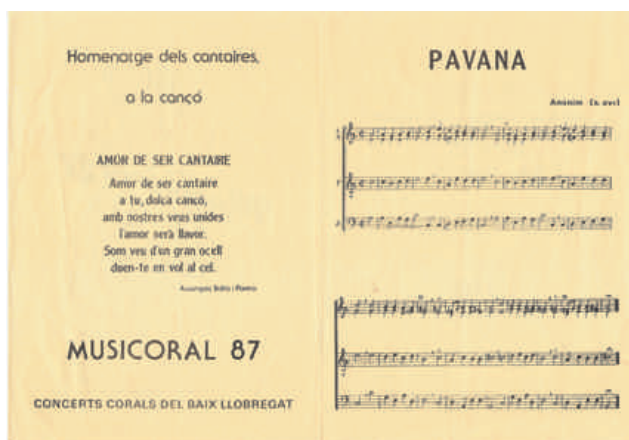 Homenatge dels cantaires,
a la cançó
AMOR DE SER CANTAIRE
Amor de ser cantaire
a tu, dolça cançó,
amb nostres veus unides
l'amor serà llavor.
Som veu d'un gran ocell
duen-te en vol al cel.
MUSICORAL 87
CONCERTS CORALS DEL BAIX LLOBREGAT
PAVANA
Anònim